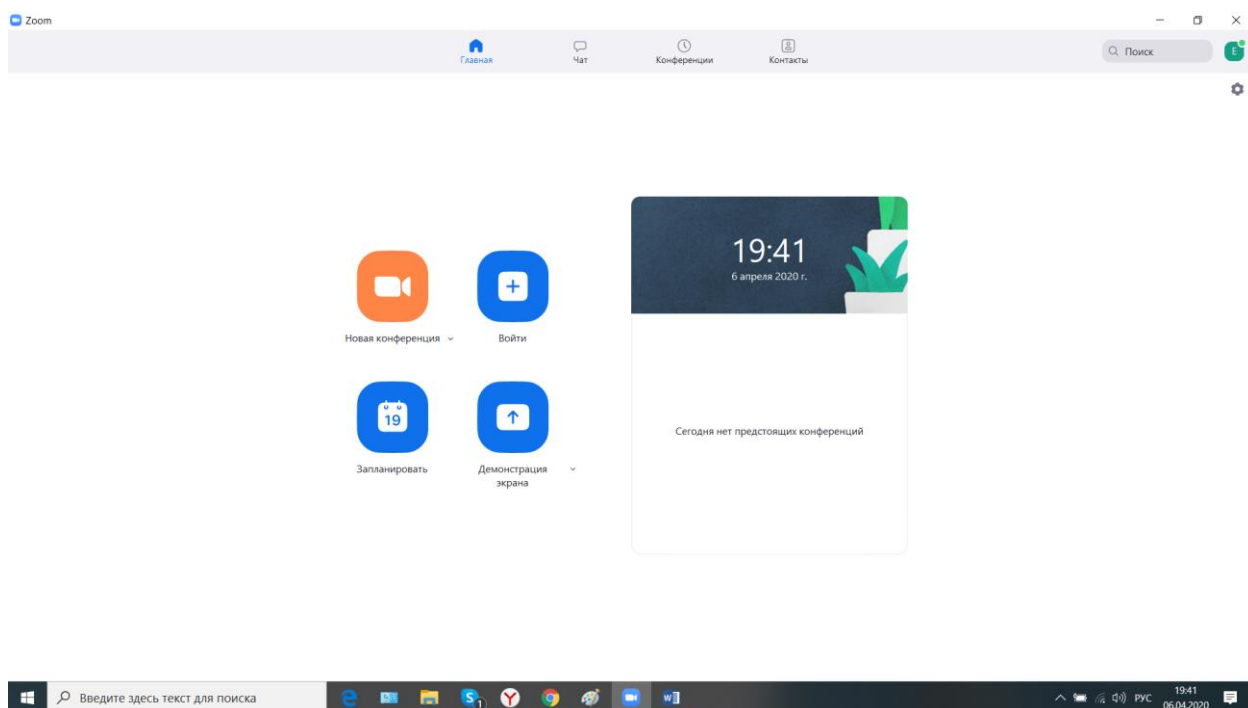 Zoom
Главная
Чат
Конференции
Контакты
Поиск
E
19:41
6 апреля 2020 г.
Новая конференция
Войти
19
Запланировать
Демонстрация
экрана
Сегодня нет предстоящих конференций
Введите здесь текст для поиска
S
1
Y
W
РУС
19:41
06.04.2020